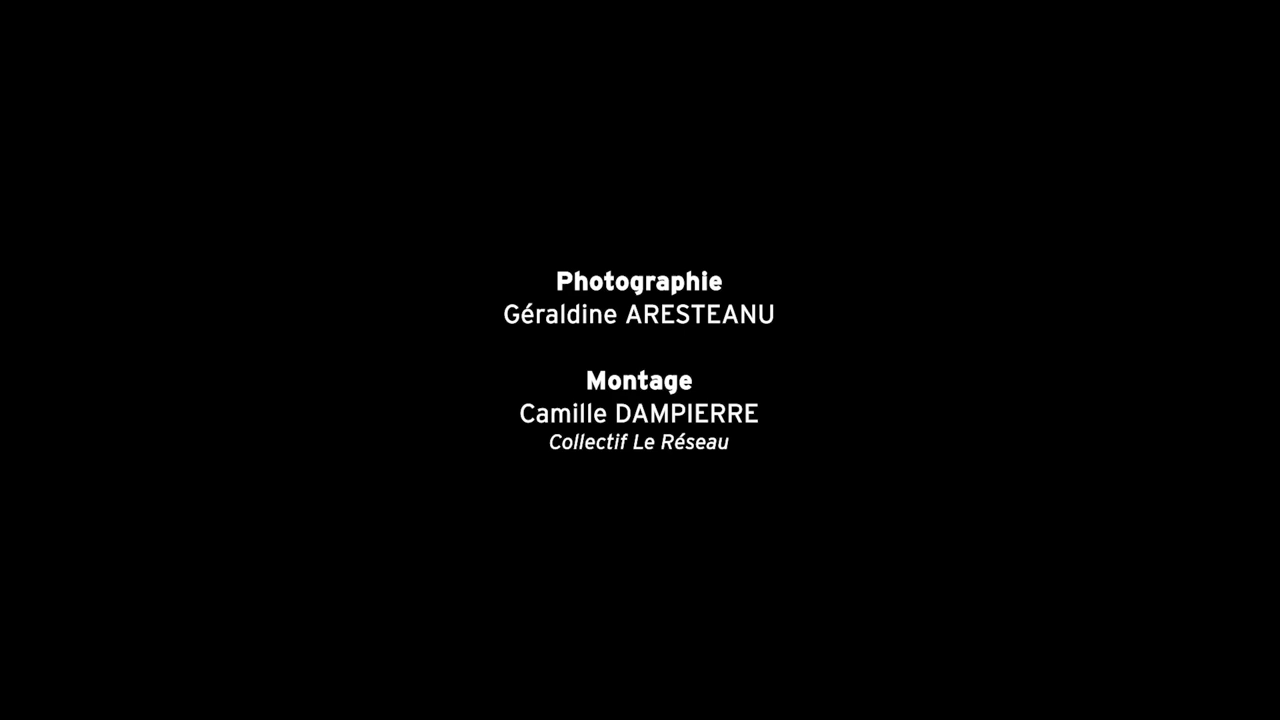 Photographie
Géraldine ARESTEANU
Montage
Camille DAMPIERRE
Collectif Le Réseau